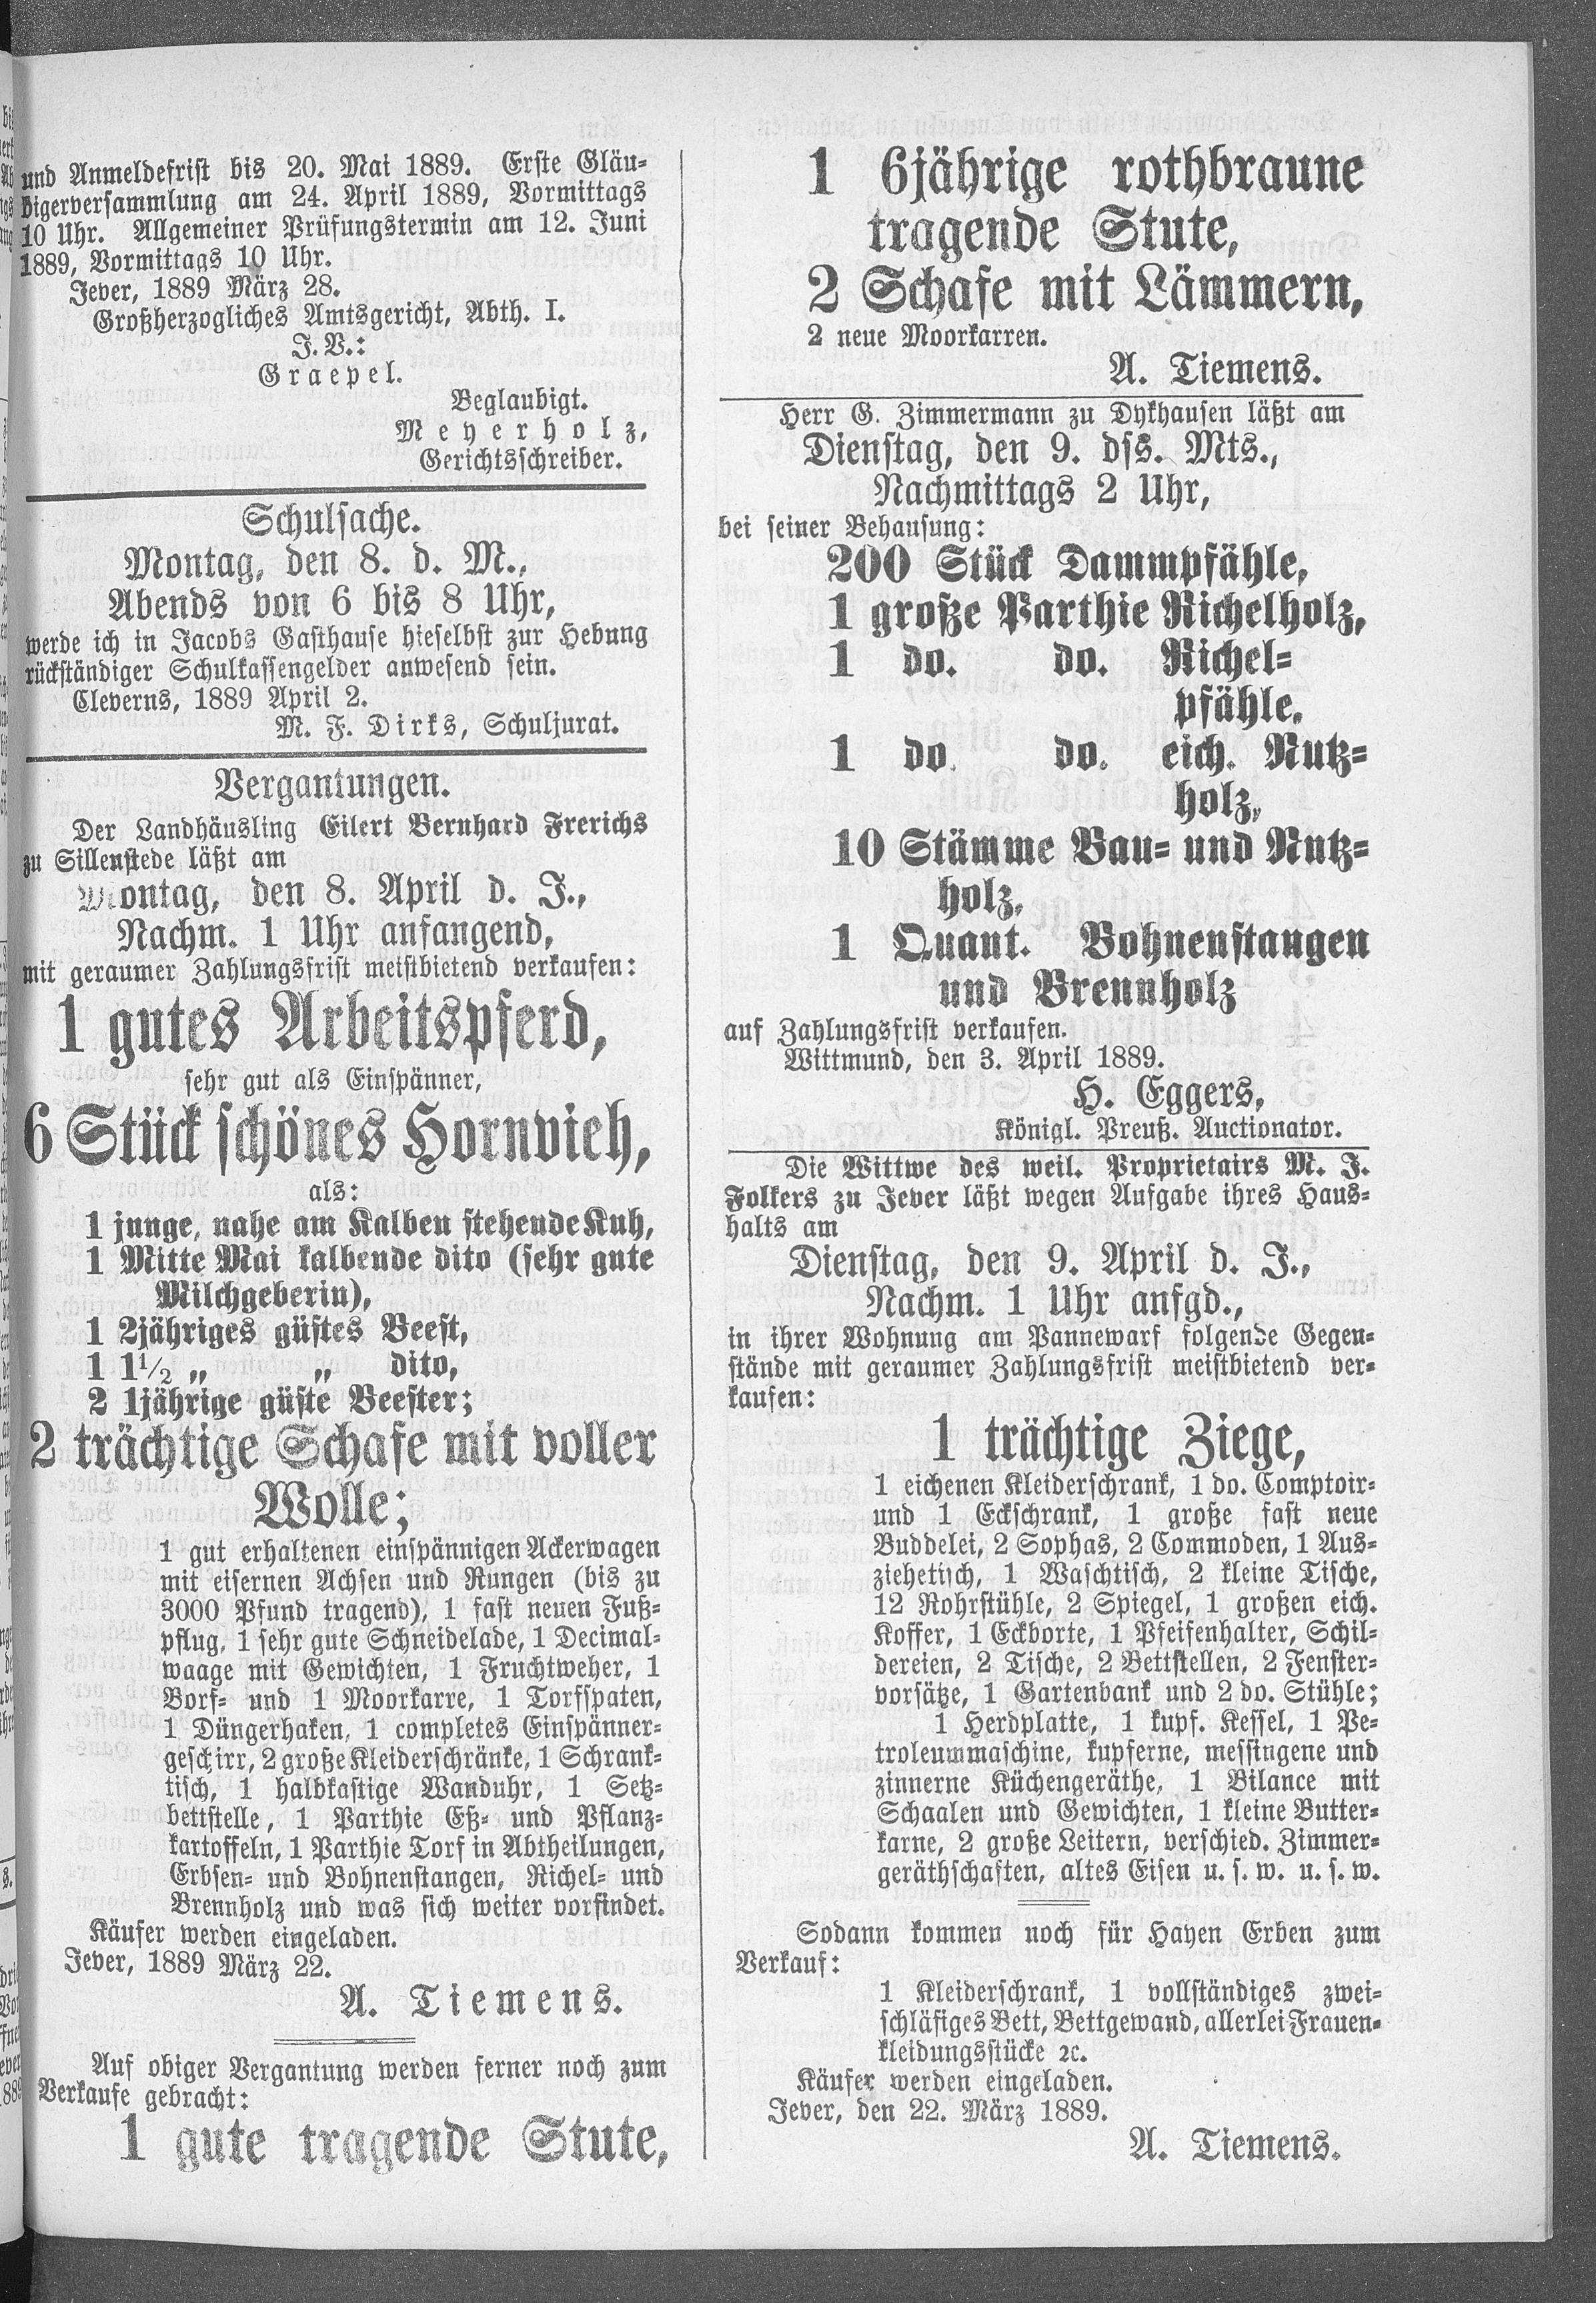 und Anmeldefrist bis 20. Mai 1889. Erste Gläu-
bigerversammlung am 24. April 1889, Vormittags
10 Uhr. Allgemeiner Prüfungstermin am 12. Juni
1889, Vormittags 10 Uhr.
Jever, 1889 März 28.
Großherzogliches Amtsgericht, Abth. I.
J. V.:
Graepel.
Beglaubigt.
Meyerholz,
Gerichtsschreiber.
Schulsache.
Montag, den 8. d. M.,
Abends von 6 bis 8 Uhr,
werde ich in Jacobs Gasthause hieselbst zur Hebung
rückständiger Schulkassengelder anwesend sein.
Cleverns, 1889 April 2.
M. F. Dirks, Schuljurat.
Vergantungen.
Der Landhäusling Eilert Bernhard Frerichs
zu Sillenstede läßt am
Montag, den 8. April d. J.,
Nachm. 1 Uhr anfangend,
mit geraumer Zahlungsfrist meistbietend verkaufen:
1 gutes Arbeitspferd,
sehr gut als Einspänner,
6 Stück schönes Hornvieh,
als:
1 junge, nahe am Kalben stehende Kuh,
1 Mitte Mai kalbende dito (sehr gute
Milchgeberin),
1 2jähriges güstes Beest,
1 1½ „ „ dito,
2 1jährige güste Beester;
2 trächtige Schafe mit voller
Wolle;
1 gut erhaltenen einspännigen Ackerwagen
mit eisernen Achsen und Rungen (bis zu
3000 Pfund tragend), 1 fast neuen Fuß-
pflug, 1 sehr gute Schneidelade, 1 Decimal-
waage mit Gewichten, 1 Fruchtweher, 1
Borf- und 1 Moorkarre, 1 Torfspaten,
1 Düngerhaken, 1 completes Einspänner-
geschirr, 2 große Kleiderschränke, 1 Schrank-
tisch, 1 halbkastige Wanduhr, 1 Setz-
bettstelle, 1 Parthie Eß- und Pflanz-
kartoffeln, 1 Parthie Torf in Abtheilungen,
Erbsen- und Bohnenstangen, Richel- und
Brennholz und was sich weiter vorfindet.
Käufer werden eingeladen.
Jever, 1889 März 22.
A. Tiemens.
Auf obiger Vergantung werden ferner noch zum
Verkaufe gebracht:
1 gute tragende Stute,
1 6jährige rothbraune
tragende Stute,
2 Schafe mit Lämmern,
2 neue Moorkarren.
A. Tiemens.
Herr G. Zimmermann zu Dykhausen läßt am
Dienstag, den 9. dss. Mts.,
Nachmittags 2 Uhr,
bei seiner Behausung:
200 Stück Dammpfähle,
1 große Parthie Richelholz,
1 do. do. Richel-
pfähle,
1 do. do. eich. Nutz-
holz,
10 Stämme Bau- und Nutz-
holz,
1 Quant. Bohnenstangen
und Brennholz
auf Zahlungsfrist verkaufen.
Wittmund, den 3. April 1889.
H. Eggers,
Königl. Preuß. Auctionator.
Die Wittwe des weil. Proprietairs M. J.
Folkers zu Jever läßt wegen Aufgabe ihres Haus-
halts am
Dienstag, den 9. April d. J.,
Nachm. 1 Uhr anfgd.,
in ihrer Wohnung am Pannewarf folgende Gegen-
stände mit geraumer Zahlungsfrist meistbietend ver-
kaufen:
1 trächtige Ziege,
1 eichenen Kleiderschrank, 1 do. Comptoir-
und 1 Eckschrank, 1 große fast neue
Buddelei, 2 Sophas, 2 Commoden, 1 Aus-
ziehetisch, 1 Waschtisch, 2 kleine Tische,
12 Rohrstühle, 2 Spiegel, 1 großen eich.
Koffer, 1 Eckborte, 1 Pfeifenhalter, Schil-
dereien, 2 Tische, 2 Bettstellen, 2 Fenster-
vorsätze, 1 Gartenbank und 2 do. Stühle;
1 Herdplatte, 1 kupf. Kessel, 1 Pe-
troleummaschine, kupferne, messingene und
zinnerne Küchengeräthe, 1 Bilance mit
Schaalen und Gewichten, 1 kleine Butter-
karne, 2 große Leitern, verschied. Zimmer-
geräthschaften, altes Eisen u. s. w. u. s. w.
Sodann kommen noch für Hayen Erben zum
Verkauf:
1 Kleiderschrank, 1 vollständiges zwei-
schläfiges Bett, Bettgewand, allerlei Frauen-
kleidungsstücke ꝛc.
Käufer werden eingeladen.
Jever, den 22. März 1889.
A. Tiemens.